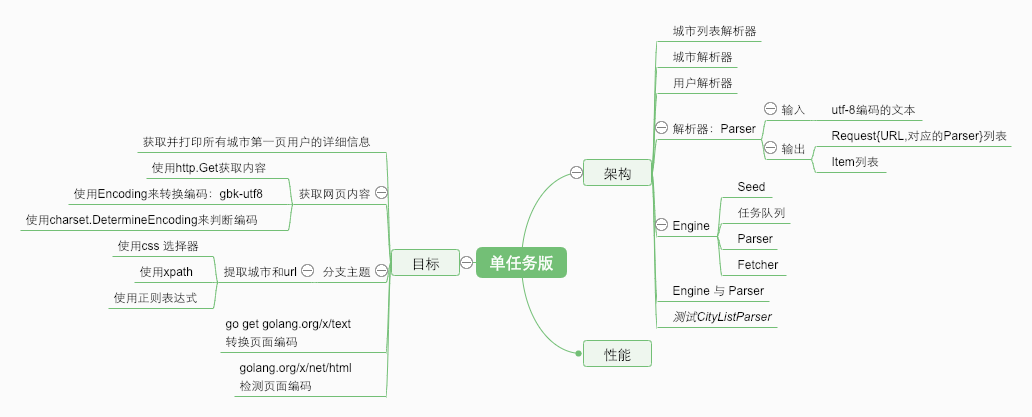 单任务版
目标
获取并打印所有城市第一页用户的详细信息
获取网页内容
使用http.Get获取内容
使用Encoding来转换编码：gbk-utf8
使用charset.DetermineEncoding来判断编码
分支主题
提取城市和url
使用css 选择器
使用xpath
使用正则表达式
go get golang.org/x/text
转换页面编码
golang.org/x/net/html
检测页面编码
架构
城市列表解析器
城市解析器
用户解析器
解析器：Parser
输入
utf-8编码的文本
输出
Request{URL,对应的Parser}列表
Item列表
Engine
Seed
任务队列
Parser
Fetcher
Engine 与 Parser
测试CityListParser
性能